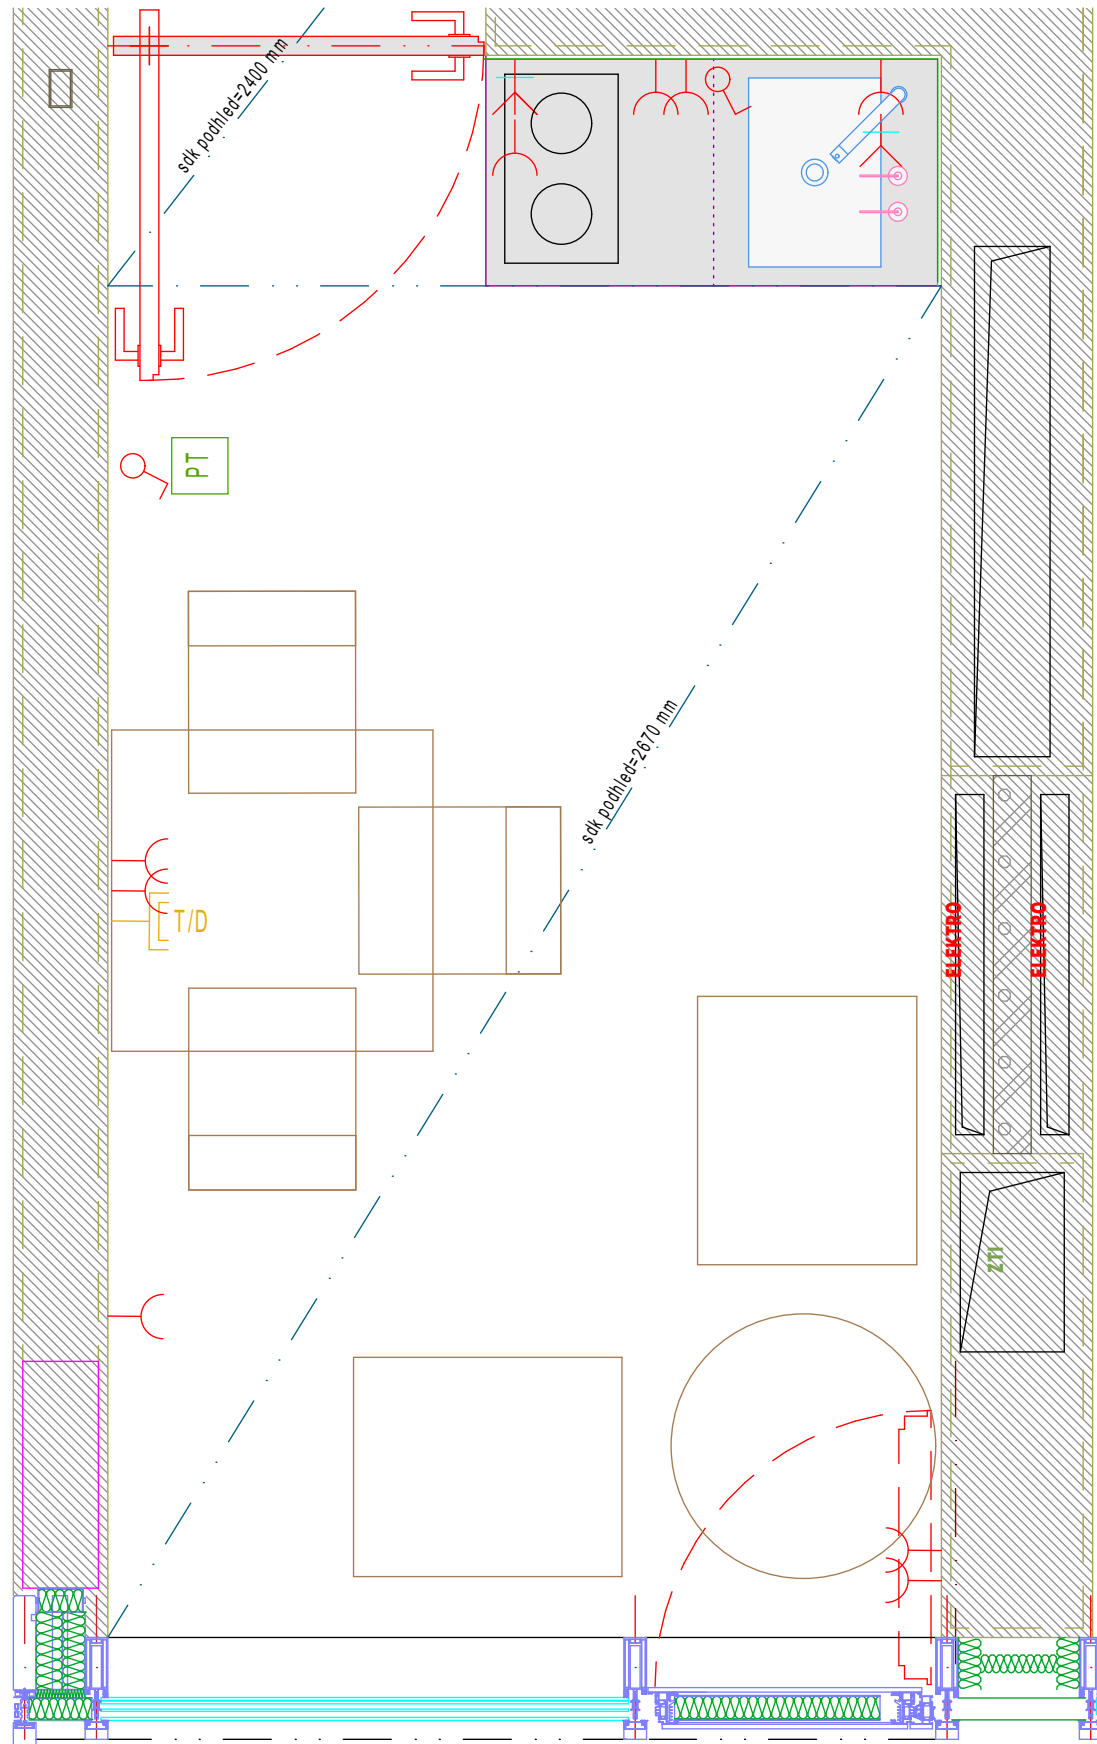 sdk podhled=2400 mm
PT
sdk podhled=2670 mm
T/D
ELEKTRO
ELEKTRO
ZTI